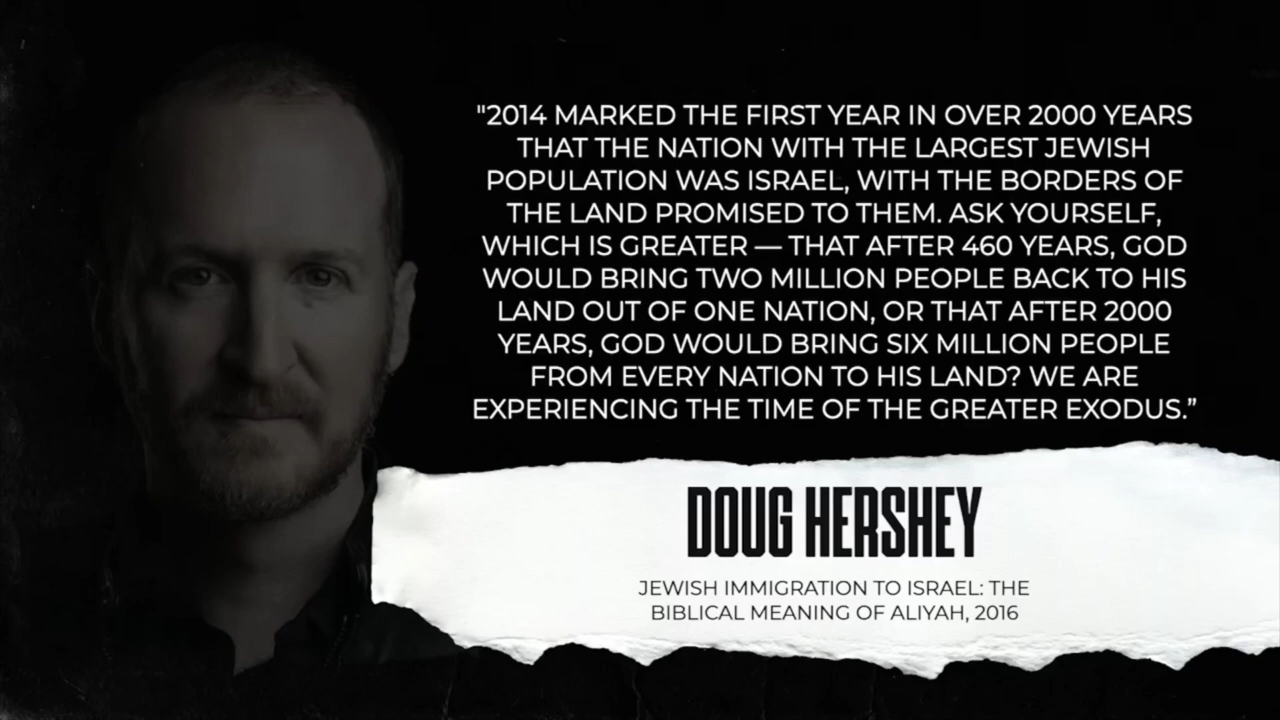 "2014 MARKED THE FIRST YEAR IN OVER 2000 YEARS
THAT THE NATION WITH THE LARGEST JEWISH
POPULATION WAS ISRAEL, WITH THE BORDERS OF
THE LAND PROMISED TO THEM. ASK YOURSELF,
WHICH IS GREATER — THAT AFTER 460 YEARS, GOD
WOULD BRING TWO MILLION PEOPLE BACK TO HIS
LAND OUT OF ONE NATION, OR THAT AFTER 2000
YEARS, GOD WOULD BRING SIX MILLION PEOPLE
FROM EVERY NATION TO HIS LAND? WE ARE
EXPERIENCING THE TIME OF THE GREATER EXODUS.”
DOUG HERSHEY
JEWISH IMMIGRATION TO ISRAEL: THE
BIBLICAL MEANING OF ALIYAH, 2016